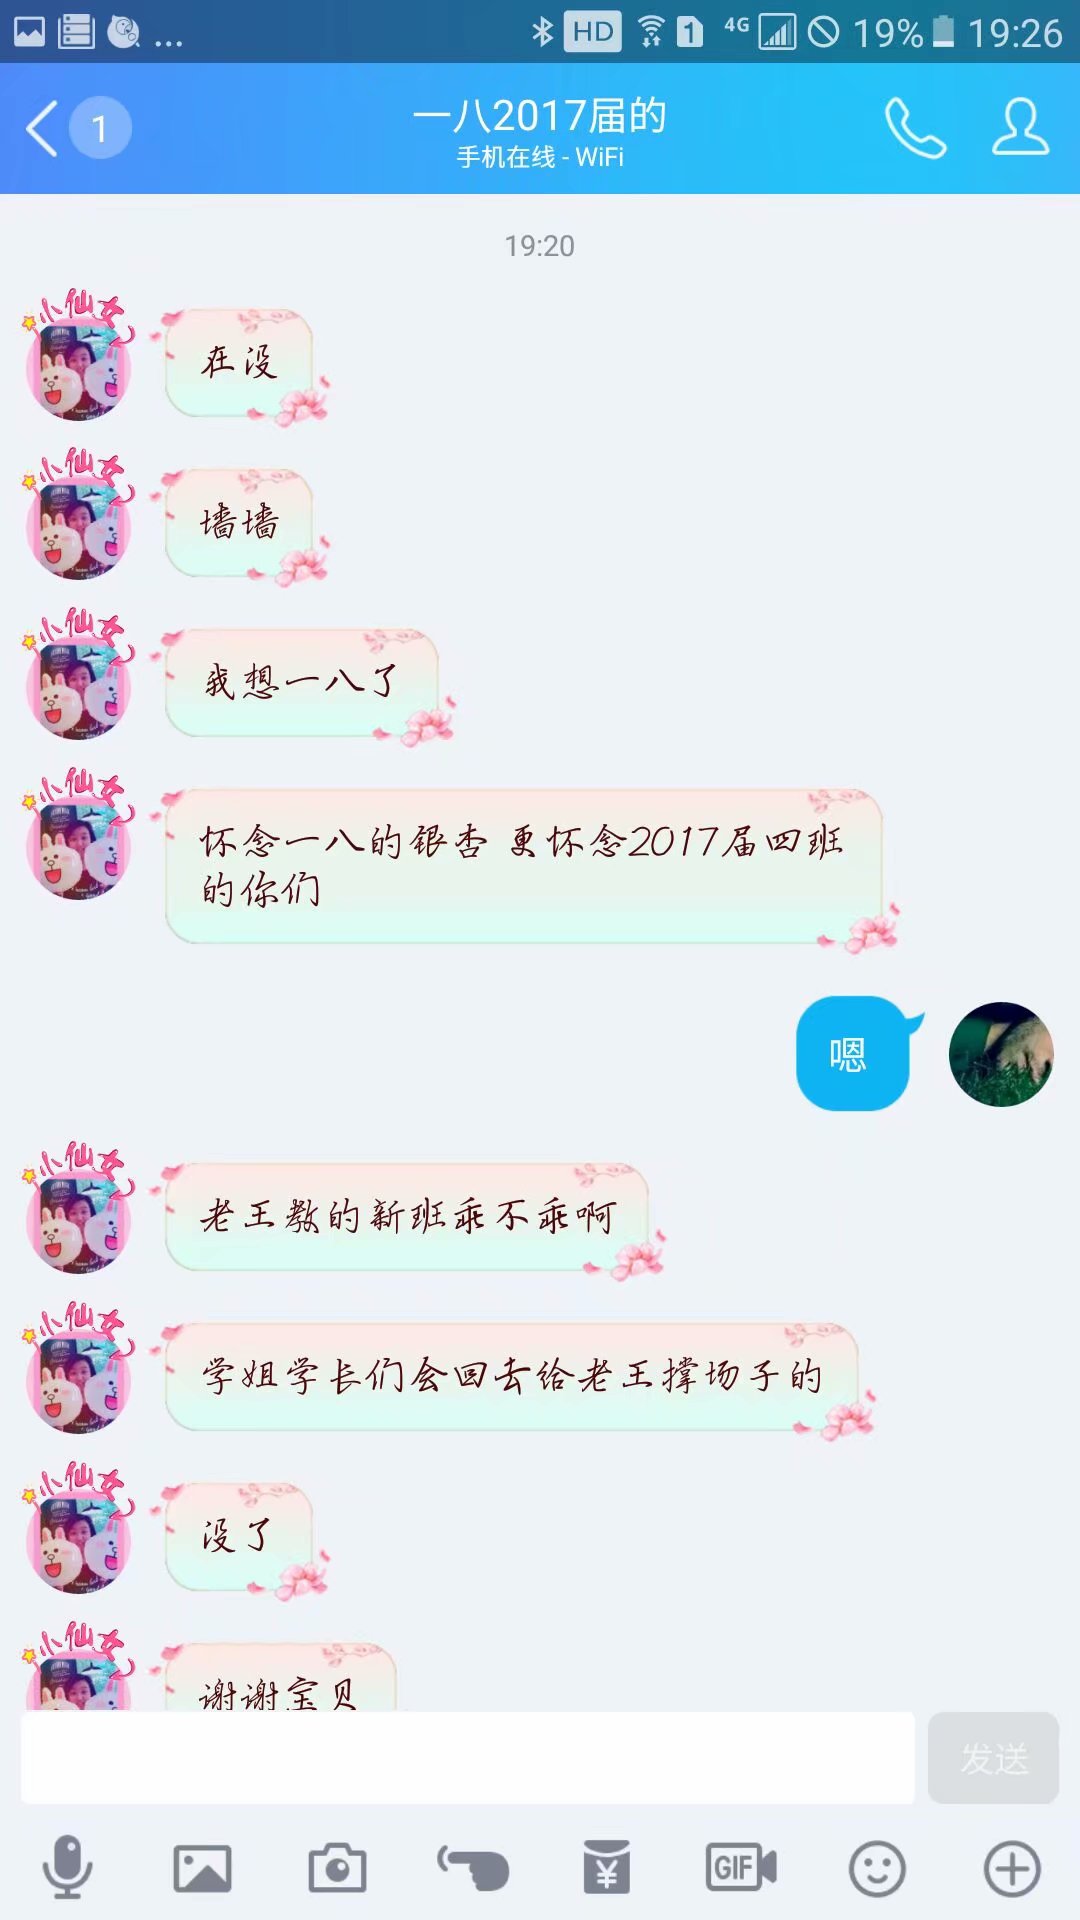 HD 1 4G 19% 19:26
1
一八2017届的
手机在线 - WiFi
19:20
小仙女
在没
小仙女
墙墙
小仙女
我想一八了
小仙女
怀念一八的银杏 更怀念2017届四班
的你们
嗯
小仙女
老王教的新班乖不乖啊
小仙女
学姐学长们会回去给老王撑场子的
小仙女
没了
小仙女
谢谢宝贝
发送
¥
GIF